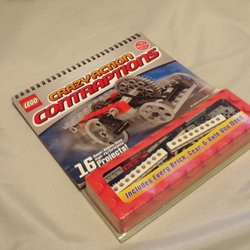 LEGO
CRAZY ACTION
CONTRAPTIONS
16
Projects!
Includes Every Brick, Gear, & Axle You Need